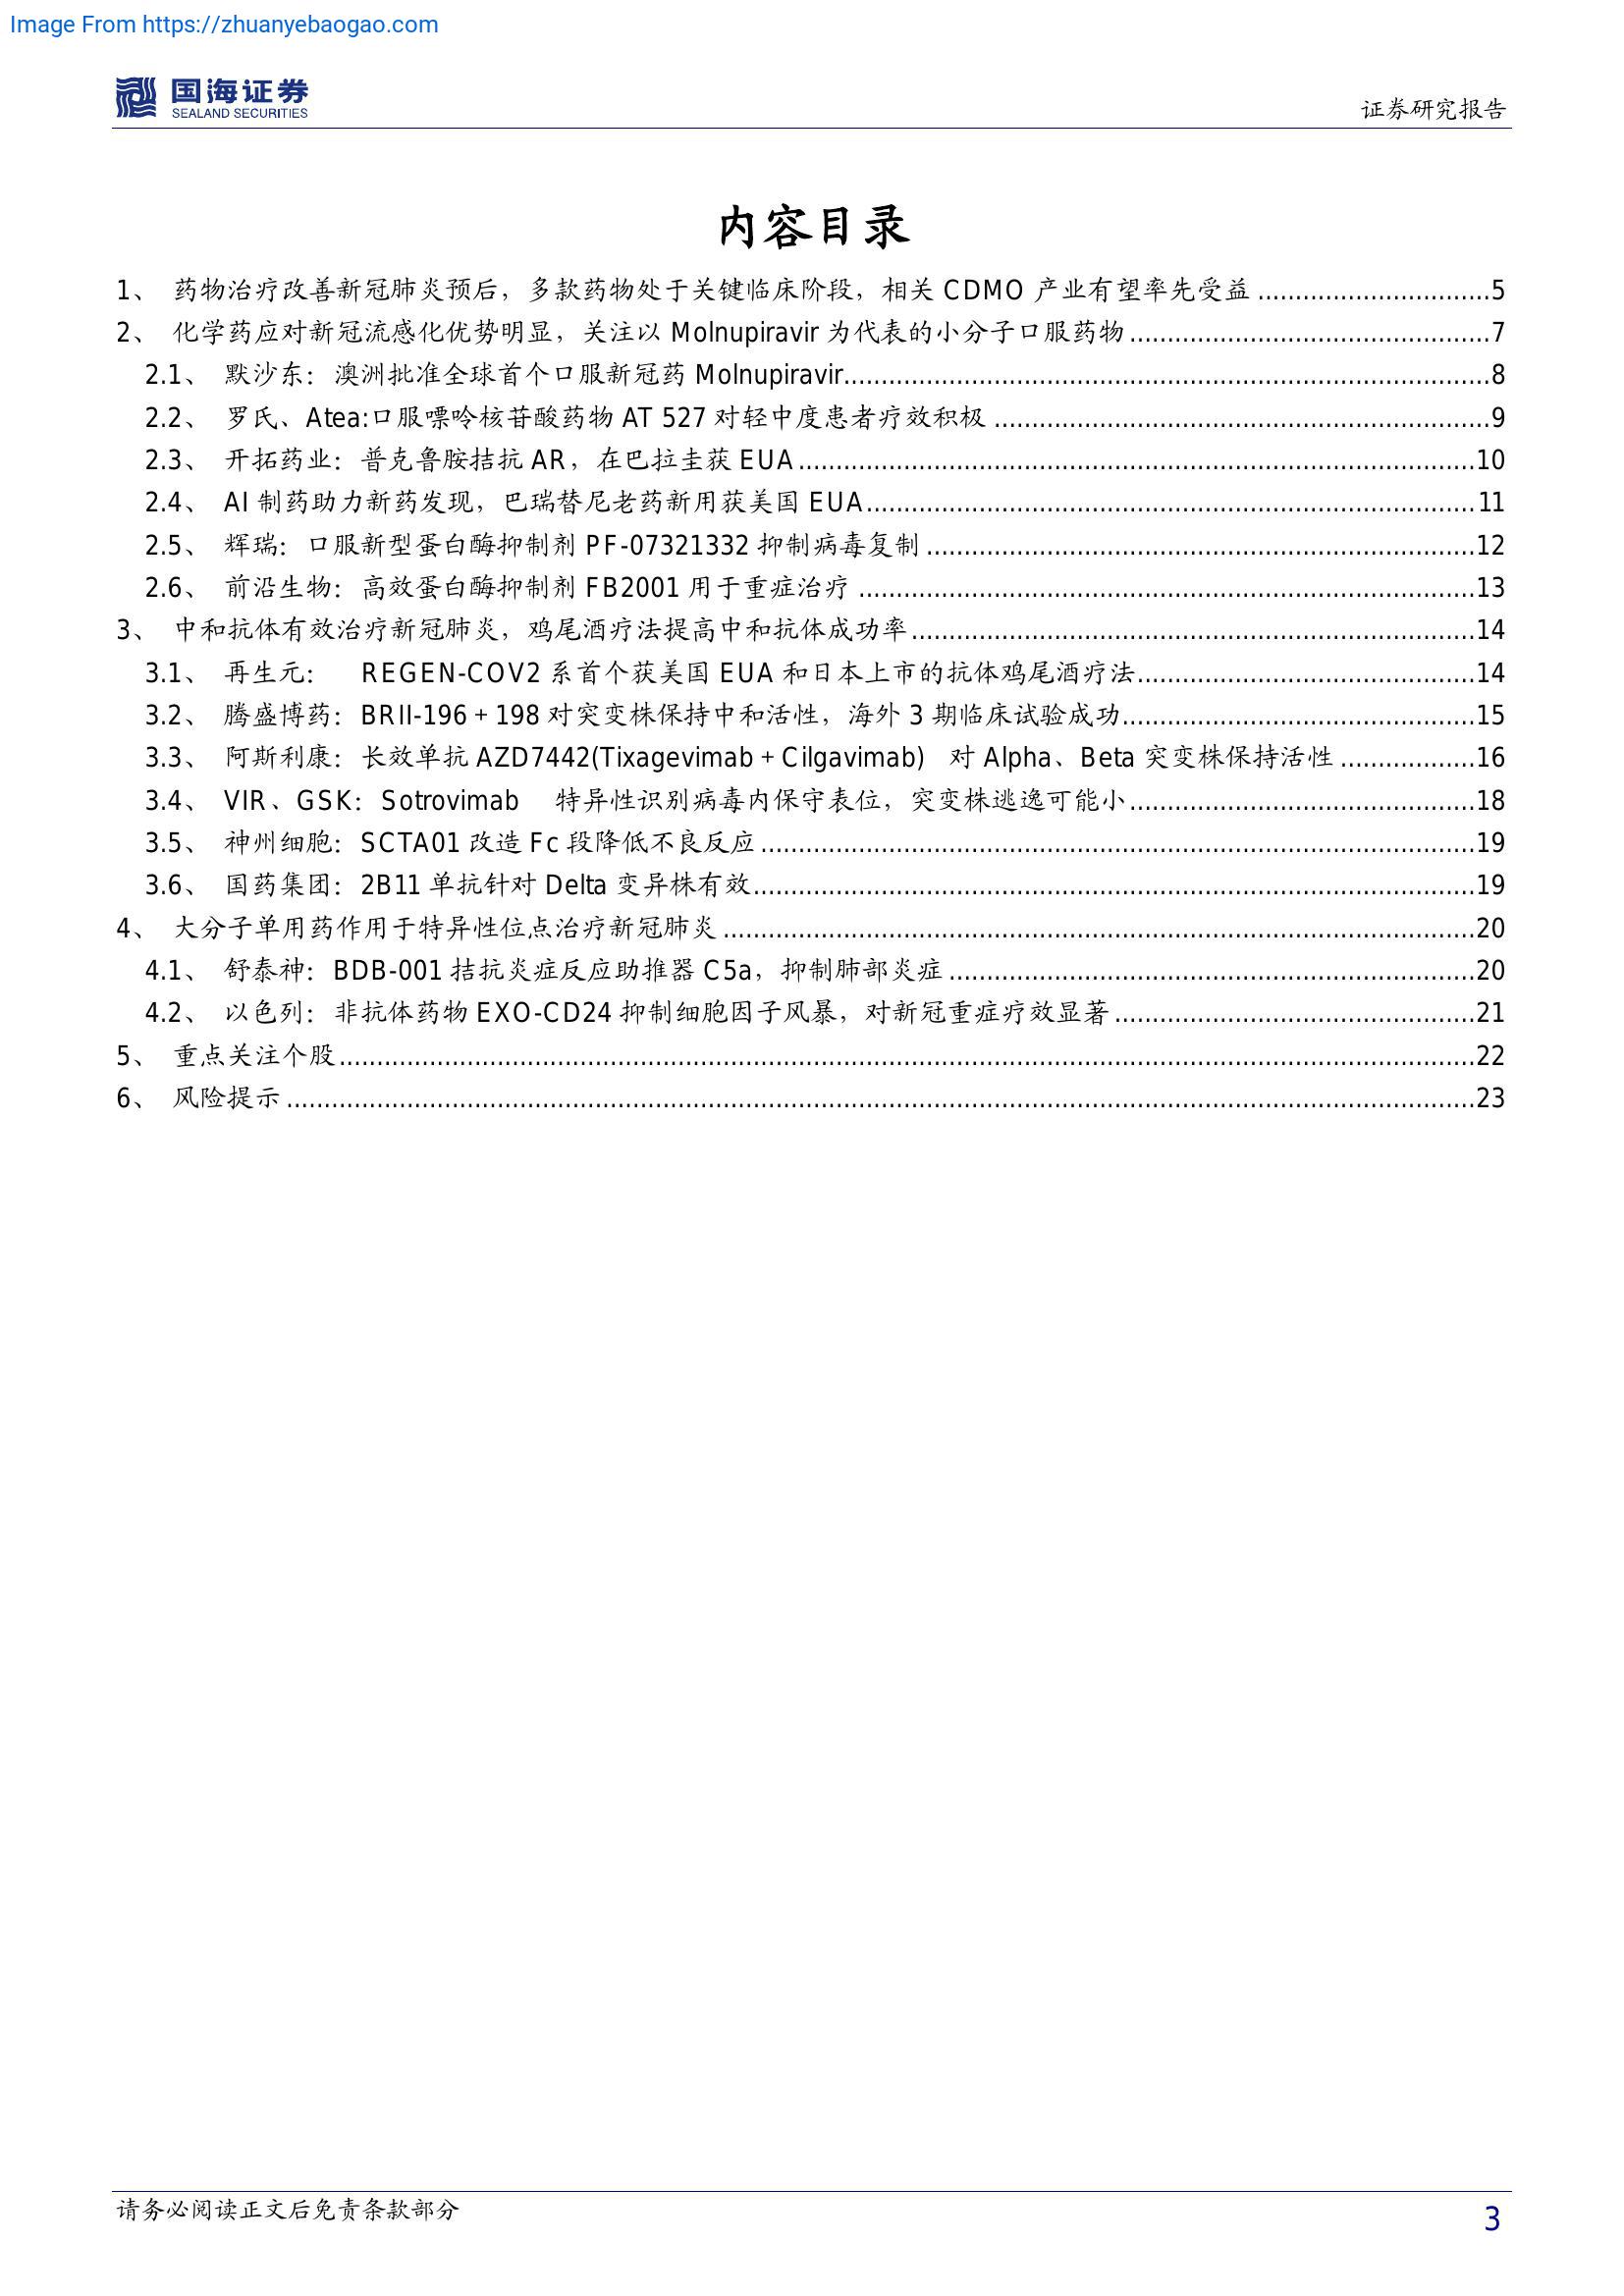 Image From https://zhuanyebaogao.com
国海证券
SEALAND SECURITIES
证券研究报告
内容目录
1、 药物治疗改善新冠肺炎预后，多款药物处于关键临床阶段，相关 CDMO 产业有望率先受益 ...............................5
2、 化学药应对新冠流感化优势明显，关注以 Molnupiravir 为代表的小分子口服药物 ................................................7
2.1、 默沙东：澳洲批准全球首个口服新冠药 Molnupiravir......................................................................................8
2.2、 罗氏、Atea:口服嘌呤核苷酸药物 AT 527 对轻中度患者疗效积极 ..................................................................9
2.3、 开拓药业：普克鲁胺拮抗 AR，在巴拉圭获 EUA ..........................................................................................10
2.4、 AI 制药助力新药发现，巴瑞替尼老药新用获美国 EUA .................................................................................11
2.5、 辉瑞：口服新型蛋白酶抑制剂 PF-07321332 抑制病毒复制 .........................................................................12
2.6、 前沿生物：高效蛋白酶抑制剂 FB2001 用于重症治疗 ..................................................................................13
3、 中和抗体有效治疗新冠肺炎，鸡尾酒疗法提高中和抗体成功率 ...........................................................................14
3.1、 再生元： REGEN-COV2 系首个获美国 EUA 和日本上市的抗体鸡尾酒疗法.............................................14
3.2、 腾盛博药：BRII-196＋198 对突变株保持中和活性，海外 3 期临床试验成功...............................................15
3.3、 阿斯利康：长效单抗 AZD7442(Tixagevimab＋Cilgavimab) 对 Alpha、Beta 突变株保持活性 ..................16
3.4、 VIR、GSK：Sotrovimab 特异性识别病毒内保守表位，突变株逃逸可能小 ..............................................18
3.5、 神州细胞：SCTA01 改造 Fc 段降低不良反应 ...............................................................................................19
3.6、 国药集团：2B11 单抗针对 Delta 变异株有效................................................................................................19
4、 大分子单用药作用于特异性位点治疗新冠肺炎 ....................................................................................................20
4.1、 舒泰神：BDB-001 拮抗炎症反应助推器 C5a，抑制肺部炎症 ......................................................................20
4.2、 以色列：非抗体药物 EXO-CD24 抑制细胞因子风暴，对新冠重症疗效显著 ................................................21
5、 重点关注个股 .......................................................................................................................................................22
6、 风险提示 ..............................................................................................................................................................23
请务必阅读正文后免责条款部分
3